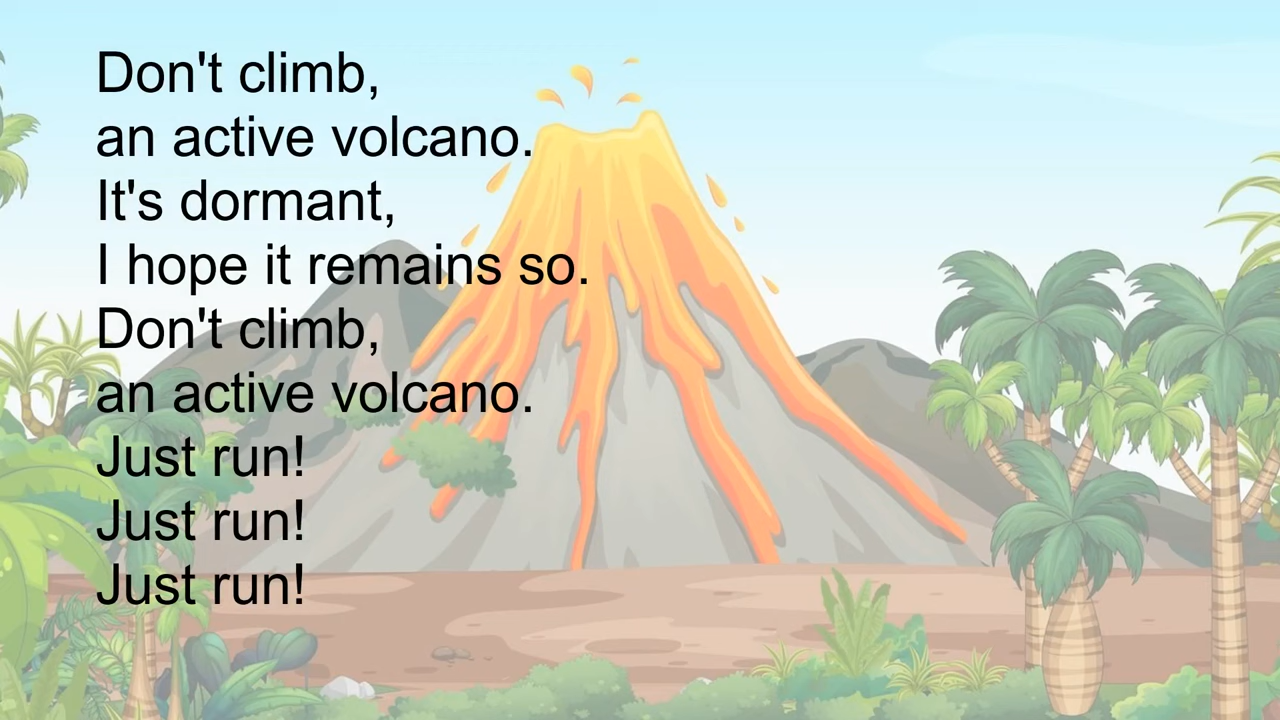 Don't climb,
an active volcano.
It's dormant,
I hope it remains so.
Don't climb,
an active volcano.
Just run!
Just run!
Just run!